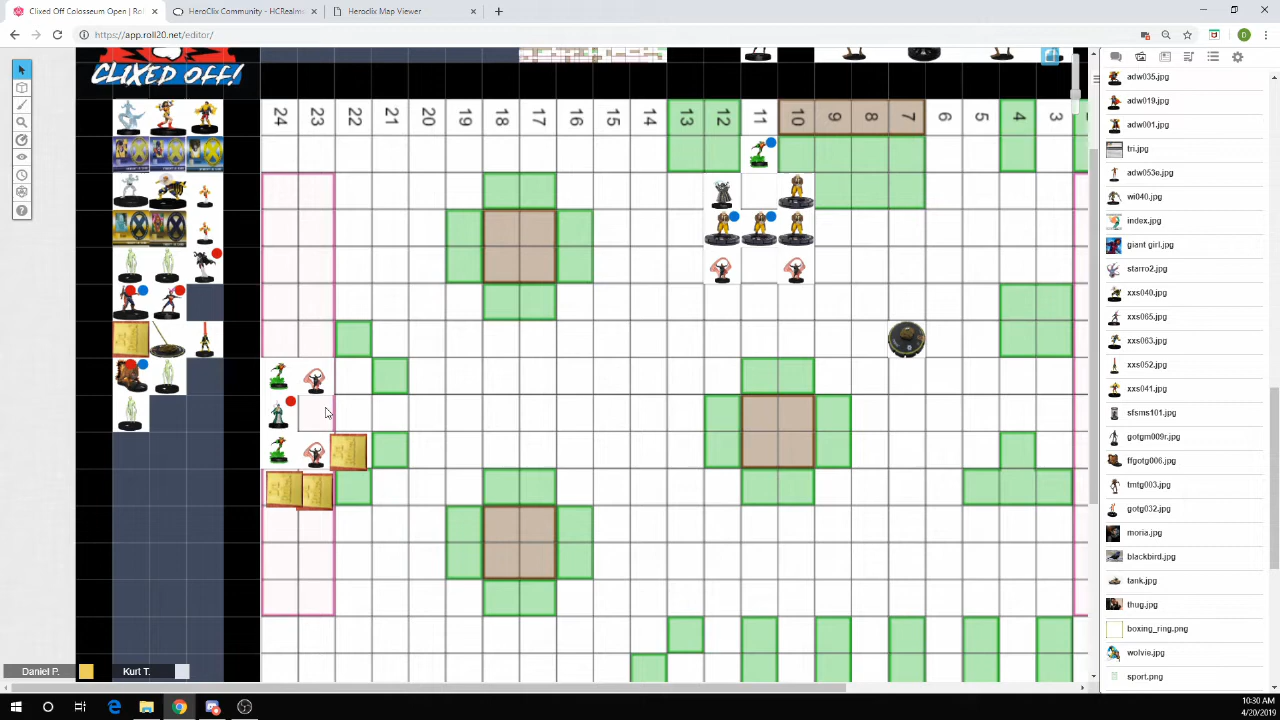 Clixed Off Colosseum Open | Rol
HeroClix Community - HCRealm
HeroClix Map Viewer
https://app.roll20.net/editor/
CLIXED OFF!
24 23 22 21 20 19 18 17 16 15 14 13 12 11 10 9 8 7 6 5 4 3
adw035.jpg
adw019.jpg
adw001.jpg
tri.jpg
adw053e.jpg
wi040.jpg
index.jpg
giant girl.jpg
starro2.jpg
xxs040.jpg
xxs065.jpg
xxs063.jpg
xxs052.jpg
xxs041.jpg
sfsms101.jpg
gotgm009r.jpg
ffgotg006.jpg
tmtg003.jpg
gotg032.jpg
moria.jpg
blackbird.jpg
tank.jpg
thug.jpg
boxing_ring.png
wolvie.jpg
sport.png
Daniel P.
Kurt T.
10:30 AM
4/20/2019